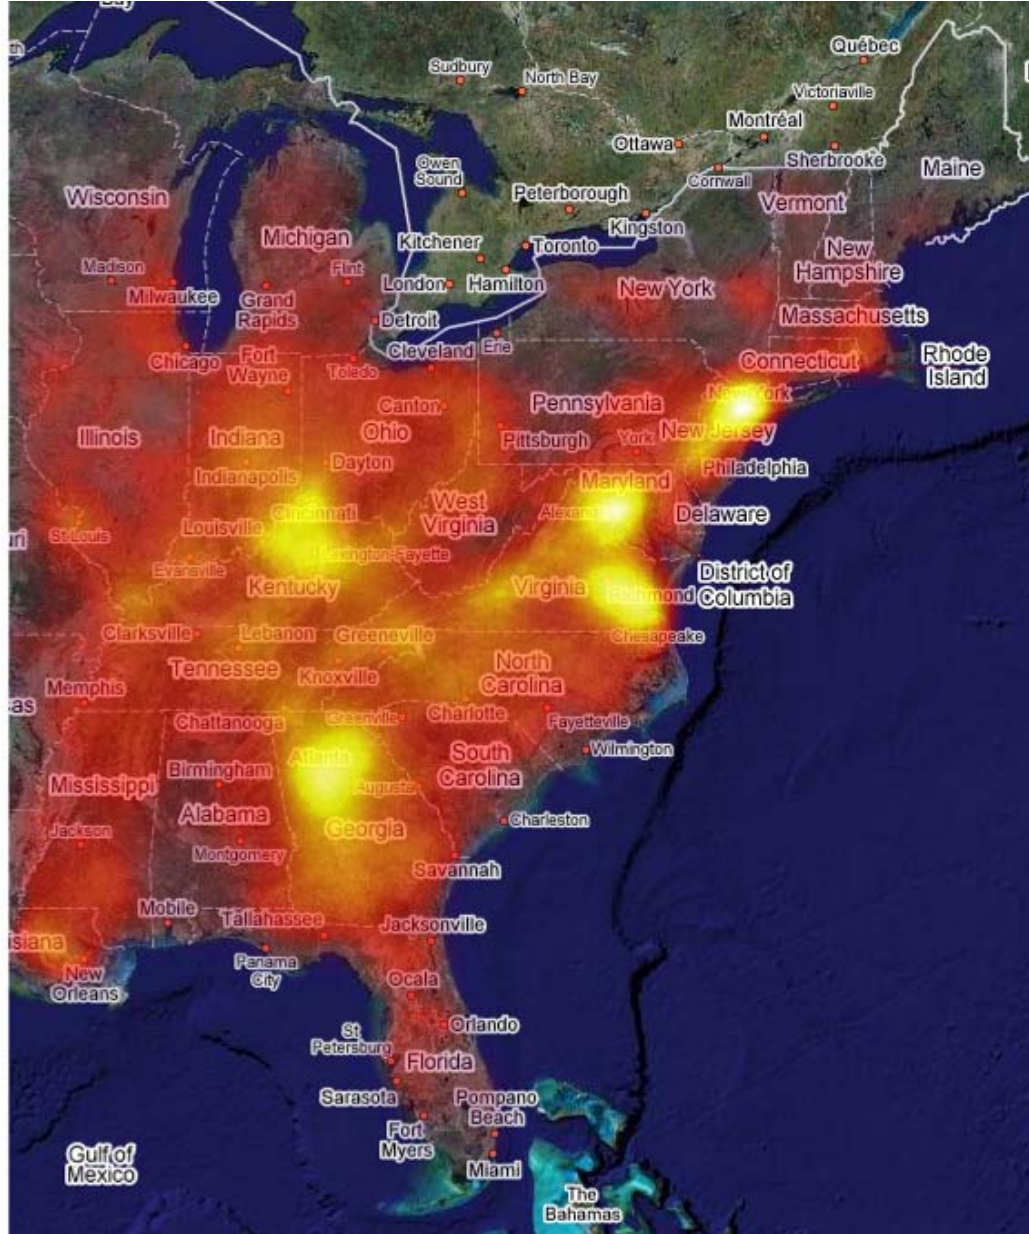 Bay
Québec
Sudbury
North Bay
Victoriaville
Montréal
Ottawa
Sherbrooke
Owen
Sound
Cornwall
Maine
Wisconsin
Peterborough
Vermont
Kingston
Michigan
Kitchener
Toronto
New
Hampshire
Madison
Flint
London
Hamilton
New York
Milwaukee
Grand
Rapids
Detroit
Massachusetts
Erie
Cleveland
Chicago
Fort
Wayne
Toledo
Connecticut
Rhode
Island
New York
Canton
Pennsylvania
Illinois
Indiana
Ohio
Pittsburgh
York
New Jersey
Indianapolis
Dayton
Philadelphia
Maryland
West
Virginia
Cincinnati
Delaware
St Louis
Louisville
Lexington-Fayette
Evansville
Kentucky
Virginia
Richmond
District of
Columbia
Clarksville
Lebanon
Greeneville
Chesapeake
Tennessee
Knoxville
North
Carolina
Memphis
Chattanooga
Greenville
Charlotte
Fayetteville
Wilmington
Atlanta
South
Carolina
Birmingham
Mississippi
Augusta
Alabama
Charleston
Jackson
Georgia
Montgomery
Savannah
Mobile
Tallahassee
Jacksonville
isiana
New
Orleans
Panama
City
Ocala
Orlando
St
Petersburg
Florida
Sarasota
Pompano
Beach
Fort
Myers
Gulf of
Mexico
Miami
The
Bahamas